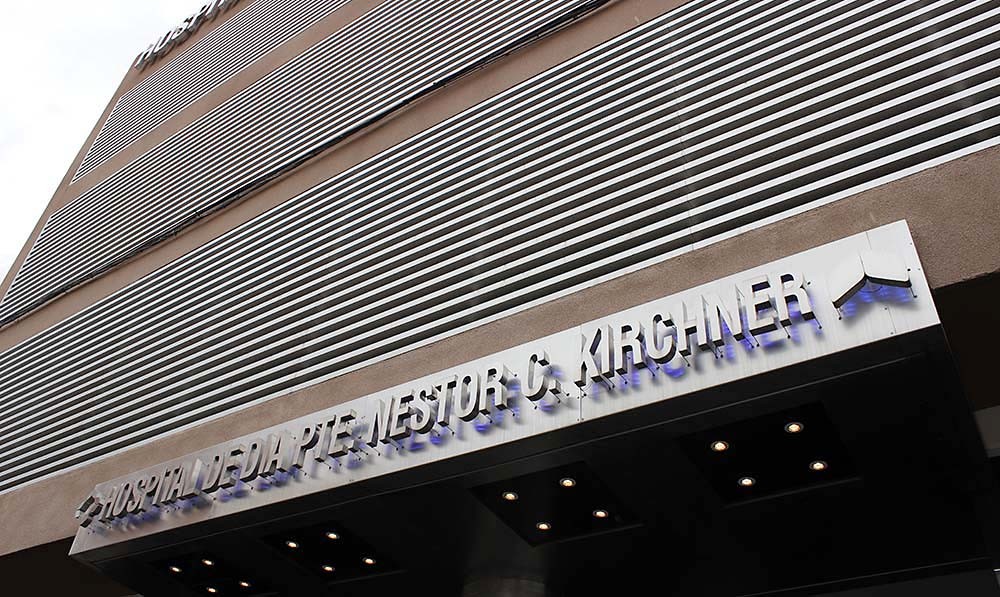 HOSPITAL DE DIA PTE. NESTOR C. KIRCHNER